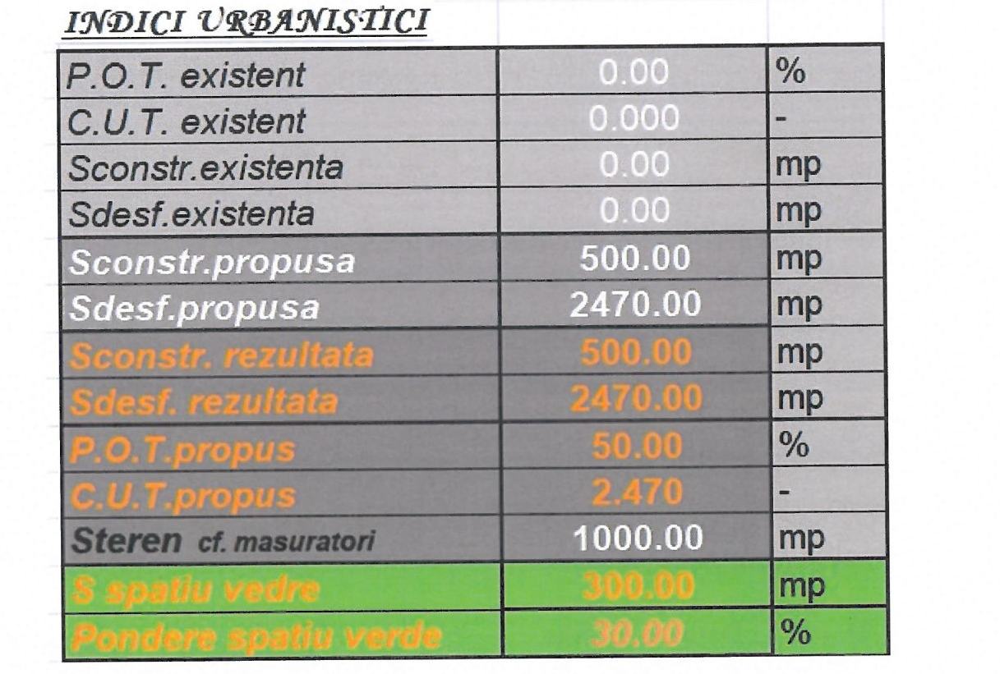 INDICI URBANISTICI
P.O.T. existent 0.00 %
C.U.T. existent 0.000 -
Sconstr.existenta 0.00 mp
Sdesf.existenta 0.00 mp
Sconstr.propusa 500.00 mp
Sdesf.propusa 2470.00 mp
Sconstr. rezultata 500.00 mp
Sdesf. rezultata 2470.00 mp
P.O.T.propus 50.00 %
C.U.T.propus 2.470 -
Steren cf. masuratori 1000.00 mp
S spatiu vedre 300.00 mp
Pondere spatiu verde 30.00 %